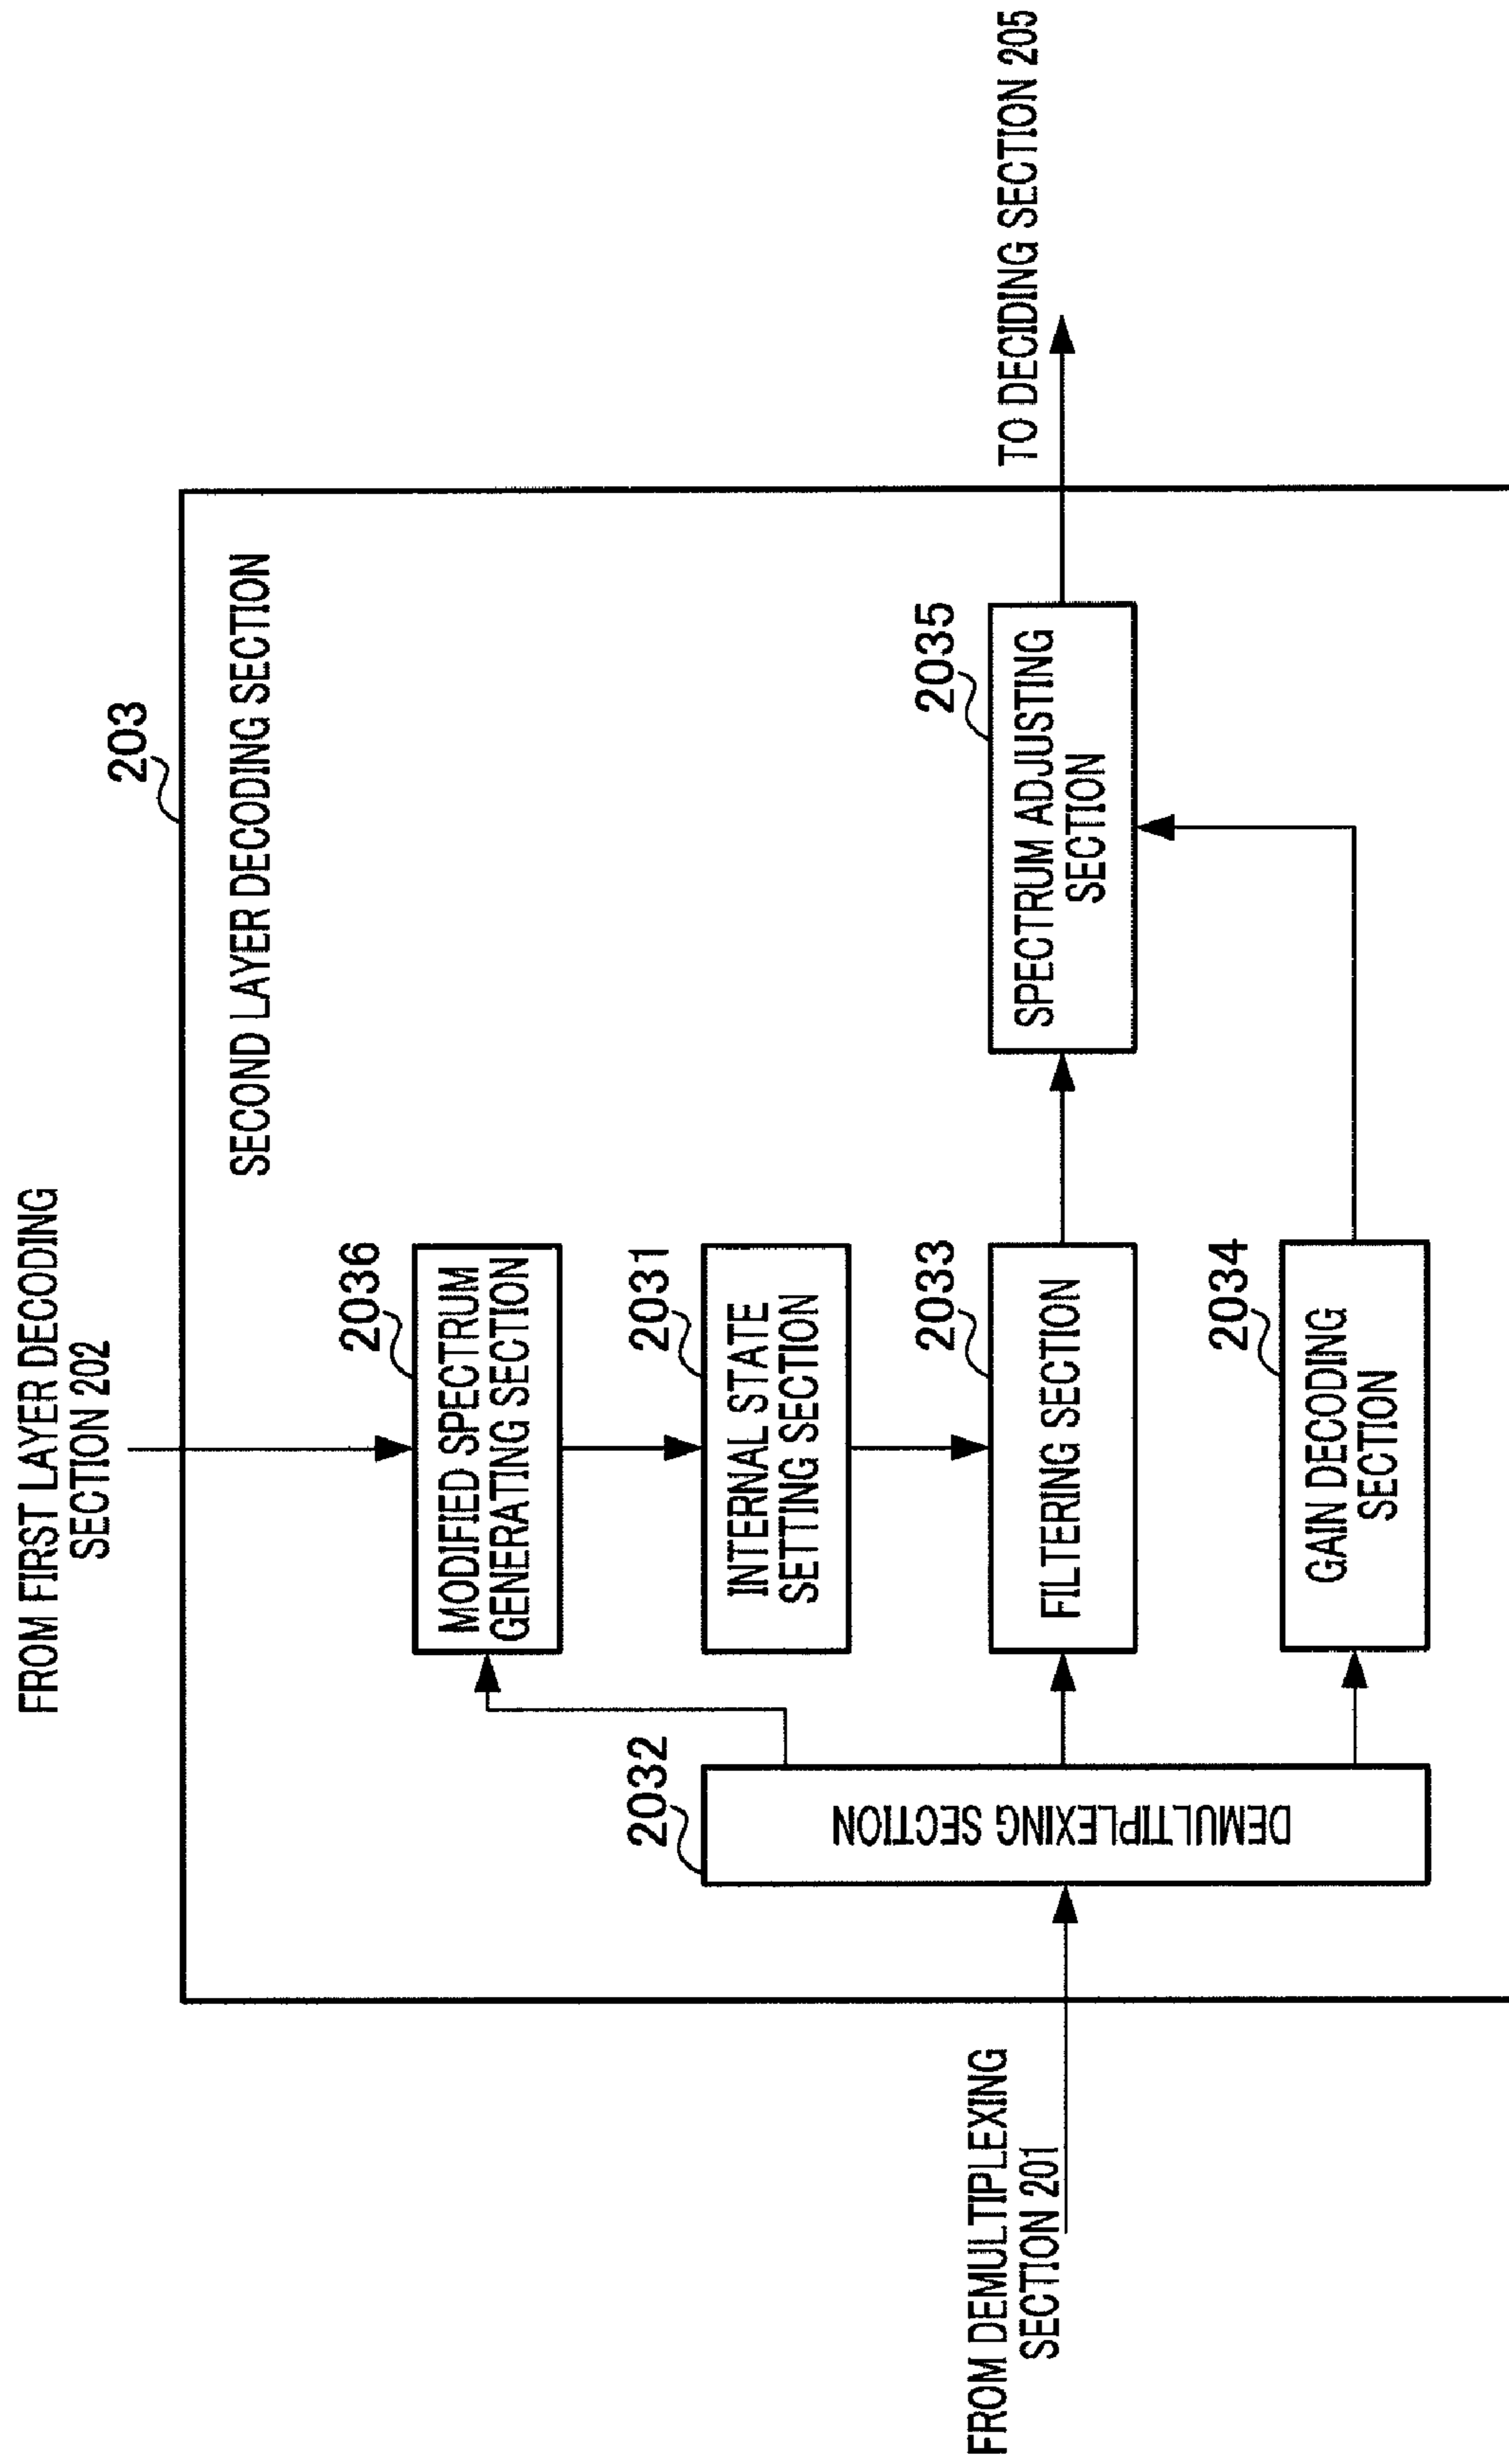 FROM FIRST LAYER DECODING
SECTION 202
203
SECOND LAYER DECODING SECTION
2036
MODIFIED SPECTRUM
GENERATING SECTION
2031
INTERNAL STATE
SETTING SECTION
2032
DEMULTIPLEXING SECTION
2033
FILTERING SECTION
2035
SPECTRUM ADJUSTING
SECTION
2034
GAIN DECODING
SECTION
FROM DEMULTIPLEXING
SECTION 201
TO DECIDING SECTION 205